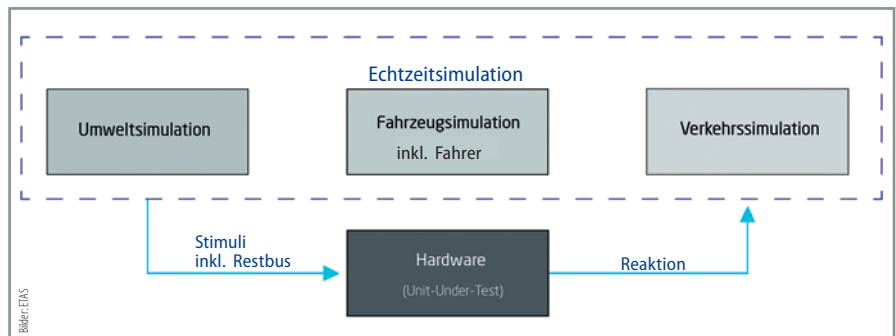 Echtzeitsimulation
Umweltsimulation
Fahrzeugsimulation
inkl. Fahrer
Verkehrssimulation
Stimuli
inkl. Restbus
Hardware
(Unit-Under-Test)
Reaktion
Bilder: ETAS